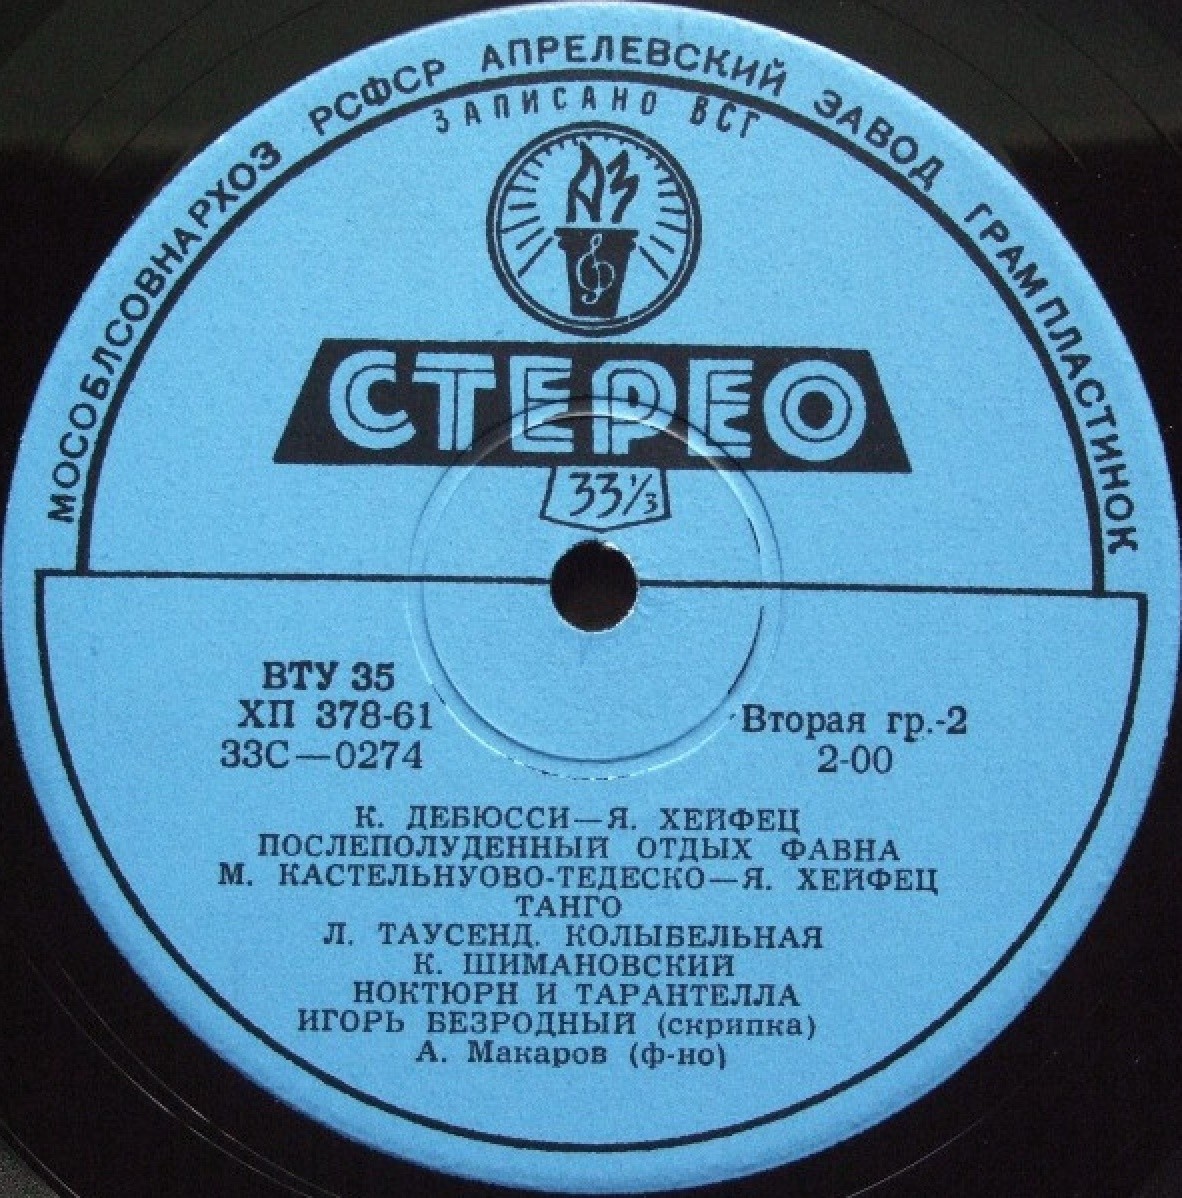 МОСОБЛСОВНАРХОЗ РСФСР АПРЕЛЕВСКИЙ ЗАВОД ГРАМПЛАСТИНОК
ЗАПИСАНО ВСГ
АЗ
СТЕРЕО
33⅓
ВТУ 35
ХП 378-61
33С—0274
Вторая гр.-2
2-00
К. ДЕБЮССИ—Я. ХЕЙФЕЦ
ПОСЛЕПОЛУДЕННЫЙ ОТДЫХ ФАВНА
М. КАСТЕЛЬНУОВО-ТЕДЕСКО—Я. ХЕЙФЕЦ
ТАНГО
Л. ТАУСЕНД. КОЛЫБЕЛЬНАЯ
К. ШИМАНОВСКИЙ
НОКТЮРН И ТАРАНТЕЛЛА
ИГОРЬ БЕЗРОДНЫЙ (скрипка)
А. Макаров (ф-но)